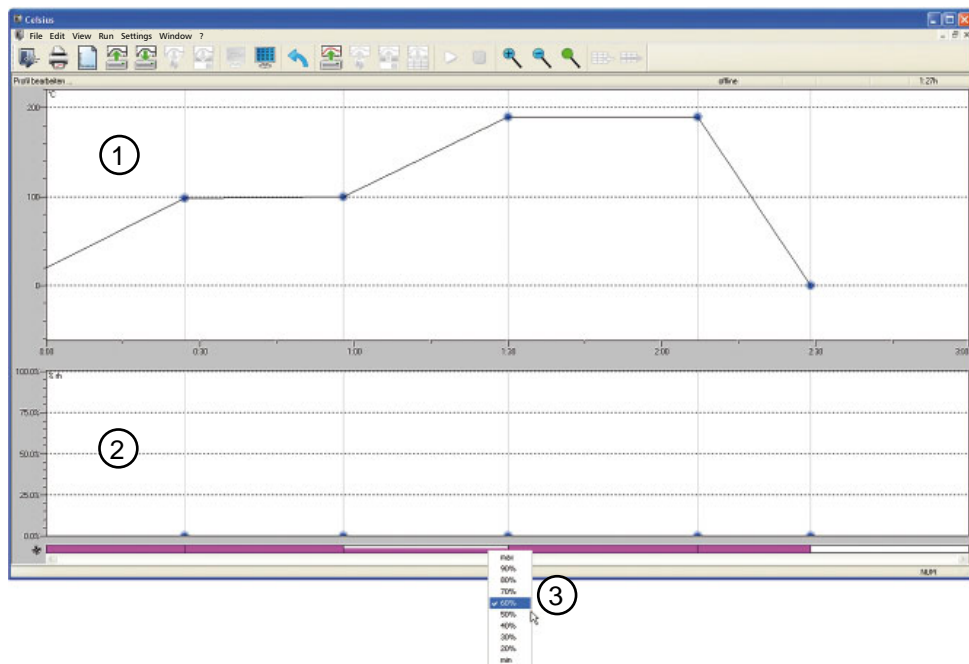 Celsius
File Edit View Run Settings Window ?
Profil bearbeiten ... offline 1:27h
°C
200
1
100
0
0:00 0:30 1:00 1:30 2:00 2:30 3:00
100.0% % rh
75.0%
2
50.0%
25.0%
0.0%
NUM
max
90%
80%
70%
✓ 60%
3
50%
40%
30%
20%
min